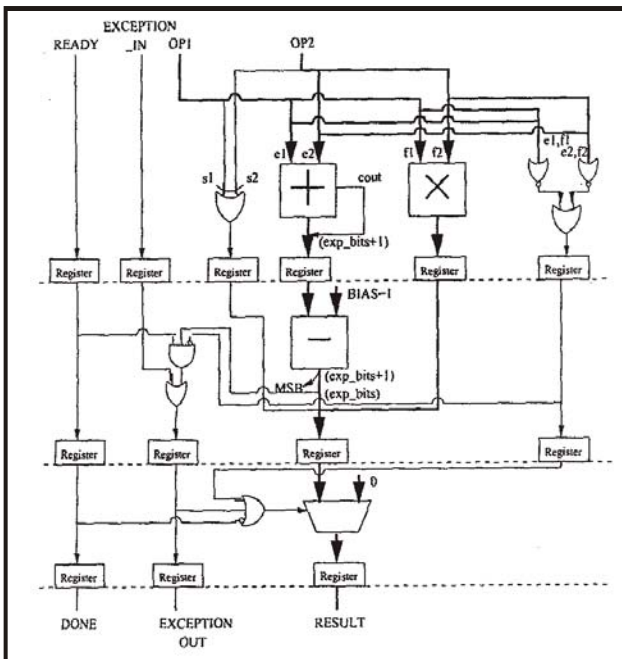 EXCEPTION
READY _IN OP1 OP2
e1,f1
e1 e2 f1 f2 e2,f2
s1 s2 cout
(exp_bits+1)
Register Register Register Register Register Register
BIAS-1
MSB (exp_bits+1)
(exp_bits)
Register Register Register Register
0
Register Register Register
DONE EXCEPTION RESULT
OUT